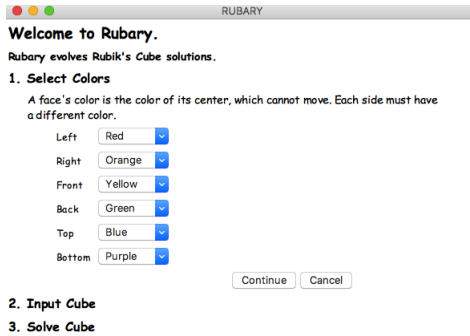 RUBARY
Welcome to Rubary.
Rubary evolves Rubik's Cube solutions.
1. Select Colors
A face's color is the color of its center, which cannot move. Each side must have
a different color.
Left Red
Right Orange
Front Yellow
Back Green
Top Blue
Bottom Purple
Continue Cancel
2. Input Cube
3. Solve Cube